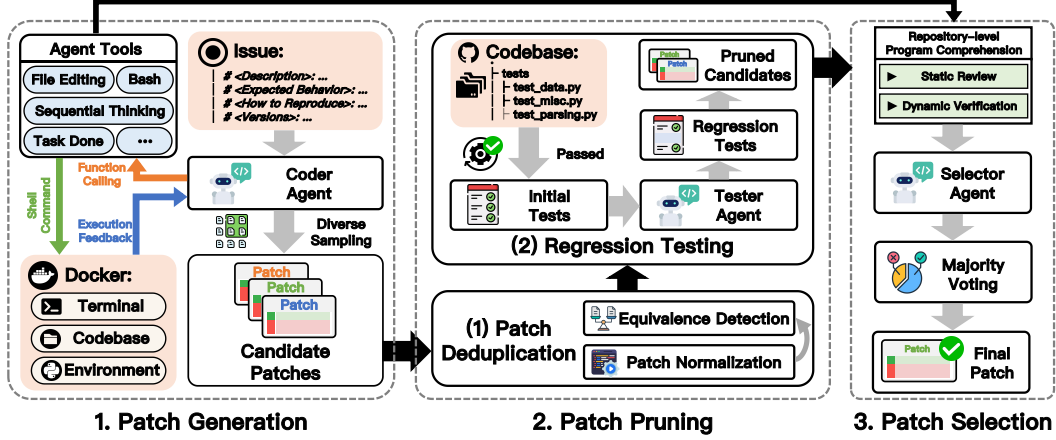 Agent Tools
File Editing
Bash
Sequential Thinking
Task Done
...
Issue:
# <Description>: ...
# <Expected Behavior>: ...
# <How to Reproduce>: ...
# <Versions>: ...
Function
Calling
Shell
Command
Execution
Feedback
Coder
Agent
Diverse
Sampling
Docker:
Terminal
Codebase
Environment
Patch
Patch
Patch
Candidate
Patches
1. Patch Generation
Codebase:
tests
test_data.py
test_misc.py
test_parsing.py
Passed
Initial
Tests
Tester
Agent
Regression
Tests
Patch
Patch
Pruned
Candidates
(2) Regression Testing
(1) Patch
Deduplication
Equivalence Detection
Patch Normalization
2. Patch Pruning
Repository-level
Program Comprehension
Static Review
Dynamic Verification
Selector
Agent
Majority
Voting
Patch
Final
Patch
3. Patch Selection